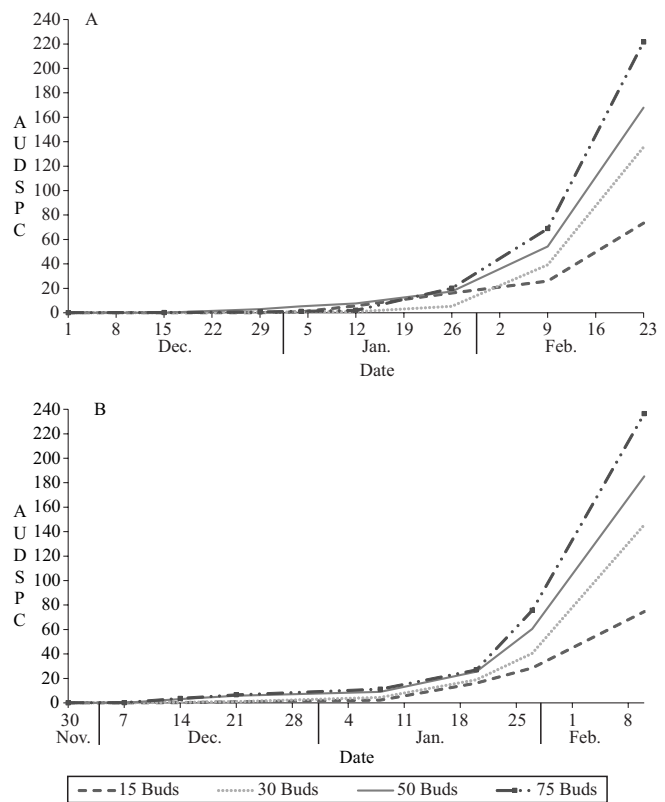 A
240
220
200
180
160
140
120
100
80
60
40
20
0
A
U
D
S
P
C
1 8 15 22 29 5 12 19 26 2 9 16 23
Dec. Jan. Feb.
Date
B
240
220
200
180
160
140
120
100
80
60
40
20
0
A
U
D
S
P
C
30 7 14 21 28 4 11 18 25 1 8
Nov. Dec. Jan. Feb.
Date
15 Buds 30 Buds 50 Buds 75 Buds